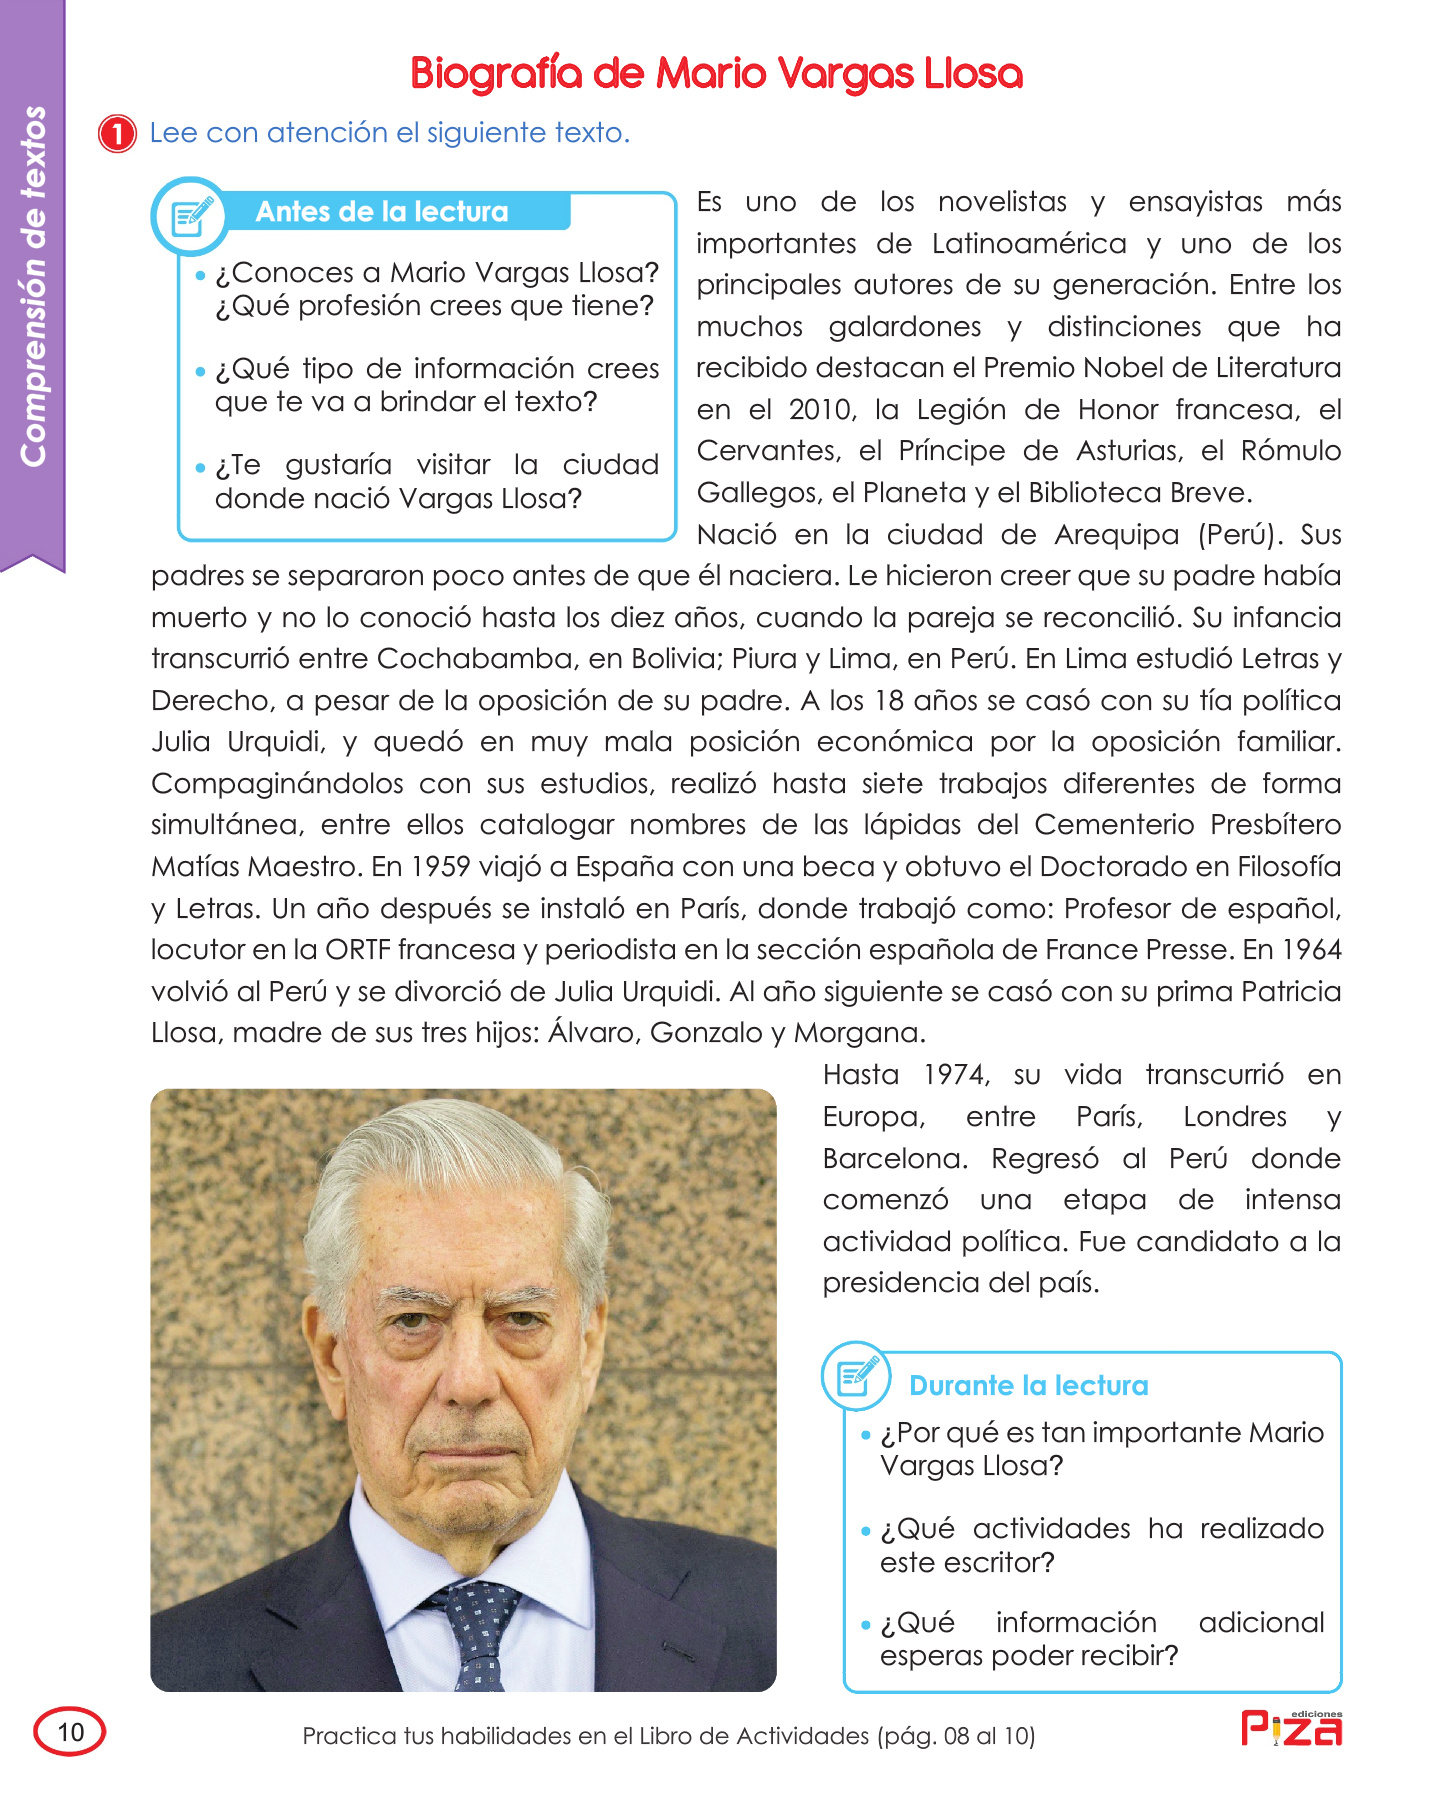 Comprensión de textos
Biografía de Mario Vargas Llosa
1 Lee con atención el siguiente texto.
Antes de la lectura
• ¿Conoces a Mario Vargas Llosa?
¿Qué profesión crees que tiene?
• ¿Qué tipo de información crees
que te va a brindar el texto?
• ¿Te gustaría visitar la ciudad
donde nació Vargas Llosa?
Es uno de los novelistas y ensayistas más
importantes de Latinoamérica y uno de los
principales autores de su generación. Entre los
muchos galardones y distinciones que ha
recibido destacan el Premio Nobel de Literatura
en el 2010, la Legión de Honor francesa, el
Cervantes, el Príncipe de Asturias, el Rómulo
Gallegos, el Planeta y el Biblioteca Breve.
Nació en la ciudad de Arequipa (Perú). Sus
padres se separaron poco antes de que él naciera. Le hicieron creer que su padre había
muerto y no lo conoció hasta los diez años, cuando la pareja se reconcilió. Su infancia
transcurrió entre Cochabamba, en Bolivia; Piura y Lima, en Perú. En Lima estudió Letras y
Derecho, a pesar de la oposición de su padre. A los 18 años se casó con su tía política
Julia Urquidi, y quedó en muy mala posición económica por la oposición familiar.
Compaginándolos con sus estudios, realizó hasta siete trabajos diferentes de forma
simultánea, entre ellos catalogar nombres de las lápidas del Cementerio Presbítero
Matías Maestro. En 1959 viajó a España con una beca y obtuvo el Doctorado en Filosofía
y Letras. Un año después se instaló en París, donde trabajó como: Profesor de español,
locutor en la ORTF francesa y periodista en la sección española de France Presse. En 1964
volvió al Perú y se divorció de Julia Urquidi. Al año siguiente se casó con su prima Patricia
Llosa, madre de sus tres hijos: Álvaro, Gonzalo y Morgana.
Hasta 1974, su vida transcurrió en
Europa, entre París, Londres y
Barcelona. Regresó al Perú donde
comenzó una etapa de intensa
actividad política. Fue candidato a la
presidencia del país.
Durante la lectura
• ¿Por qué es tan importante Mario
Vargas Llosa?
• ¿Qué actividades ha realizado
este escritor?
• ¿Qué información adicional
esperas poder recibir?
10
Practica tus habilidades en el Libro de Actividades (pág. 08 al 10)
ediciones
Piza